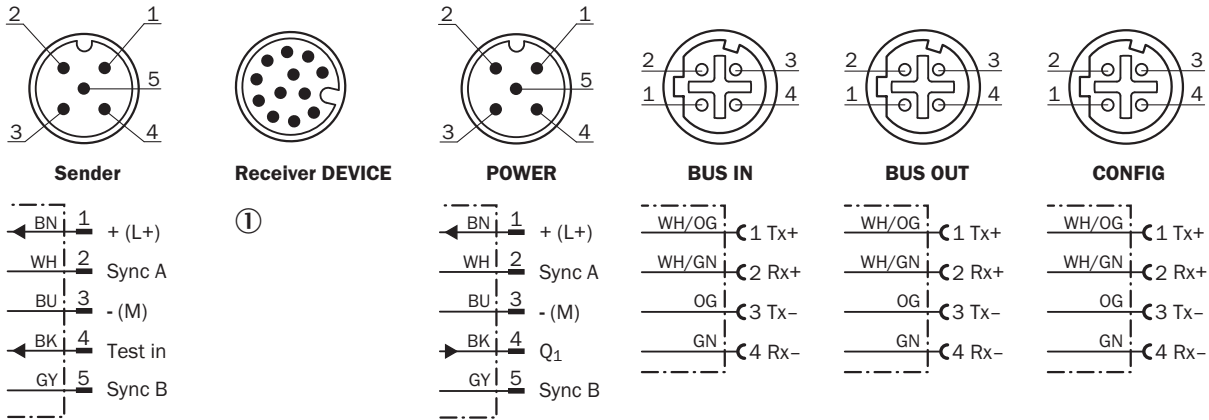 2 1
5
3 4
Sender
BN 1 + (L+)
WH 2 Sync A
BU 3 - (M)
BK 4 Test in
GY 5 Sync B
Receiver DEVICE
①
2 1
5
3 4
POWER
BN 1 + (L+)
WH 2 Sync A
BU 3 - (M)
BK 4 Q₁
GY 5 Sync B
2 3
1 4
BUS IN
WH/OG 1 Tx+
WH/GN 2 Rx+
OG 3 Tx–
GN 4 Rx–
2 3
1 4
BUS OUT
WH/OG 1 Tx+
WH/GN 2 Rx+
OG 3 Tx–
GN 4 Rx–
2 3
1 4
CONFIG
WH/OG 1 Tx+
WH/GN 2 Rx+
OG 3 Tx–
GN 4 Rx–